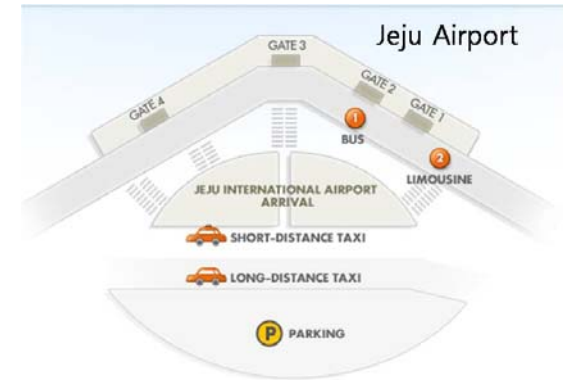 Jeju Airport
GATE 3
GATE 2
GATE 4
GATE 1
1
BUS
2
LIMOUSINE
JEJU INTERNATIONAL AIRPORT
ARRIVAL
SHORT-DISTANCE TAXI
LONG-DISTANCE TAXI
P PARKING